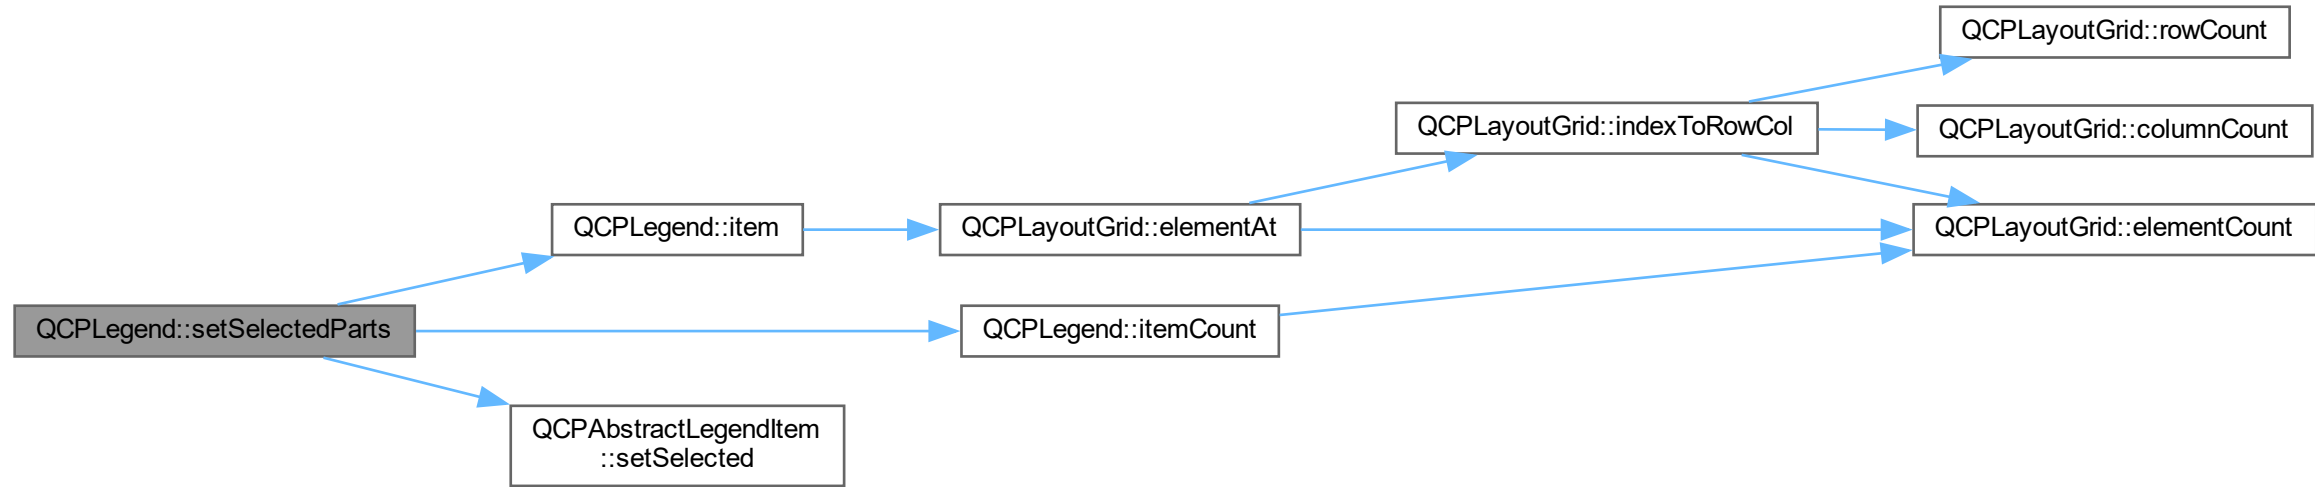 QCPLayoutGrid::rowCount
QCPLayoutGrid::indexToRowCol
QCPLayoutGrid::columnCount
QCPLegend::item
QCPLayoutGrid::elementAt
QCPLayoutGrid::elementCount
QCPLegend::setSelectedParts
QCPLegend::itemCount
QCPAbstractLegendItem
::setSelected